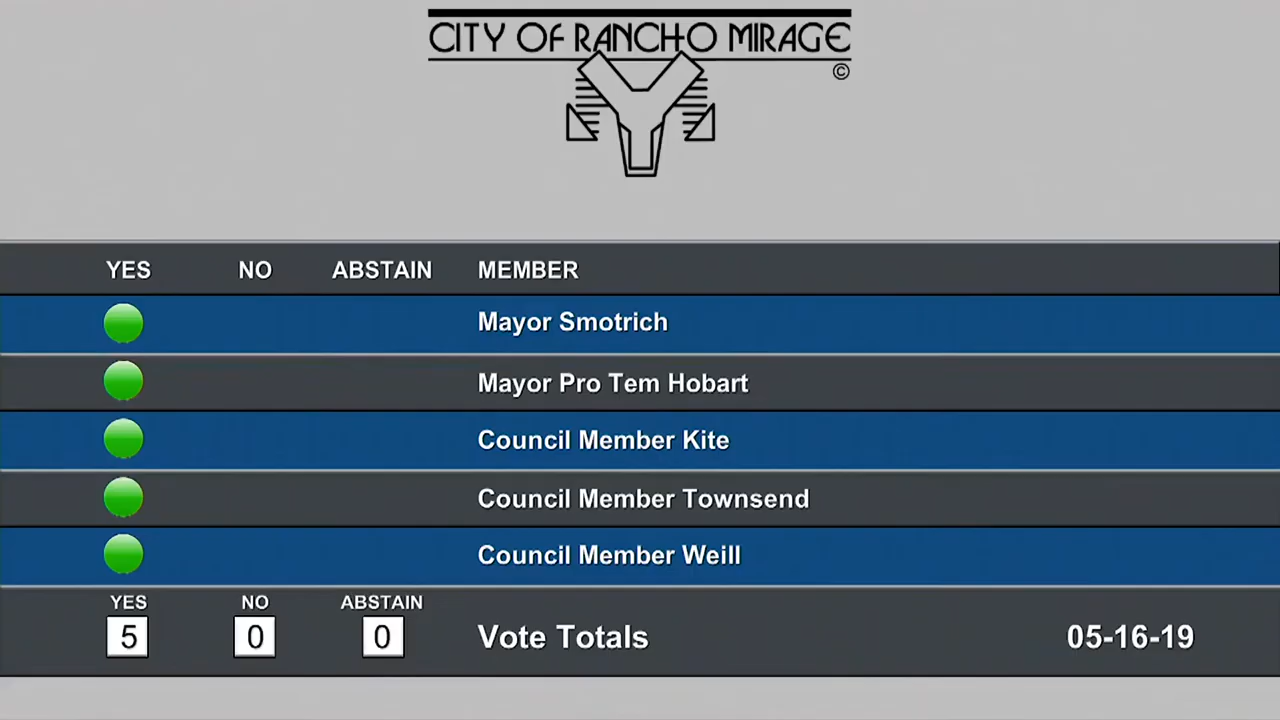 CITY OF RANCHO MIRAGE
©
YES NO ABSTAIN MEMBER
Mayor Smotrich
Mayor Pro Tem Hobart
Council Member Kite
Council Member Townsend
Council Member Weill
YES NO ABSTAIN
5 0 0 Vote Totals 05-16-19